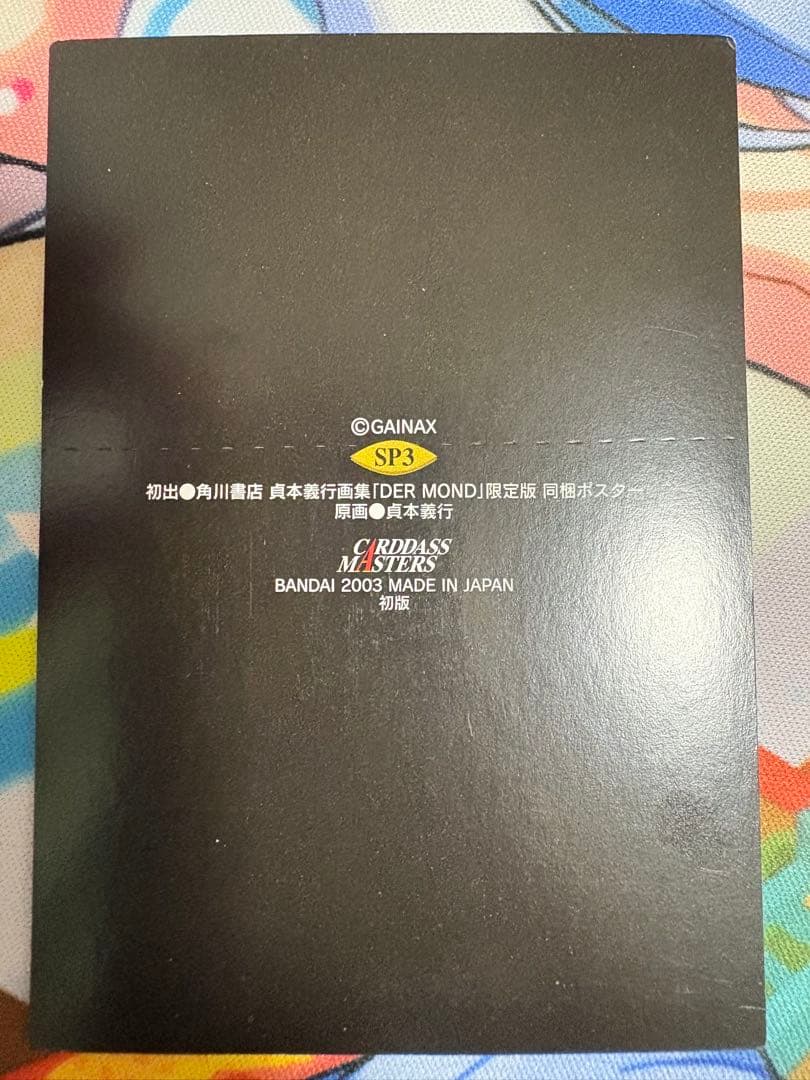 ©GAINAX
SP3
初出●角川書店 貞本義行画集「DER MOND」限定版 同梱ポスター
原画●貞本義行
CARDDASS
MASTERS
BANDAI 2003 MADE IN JAPAN
初版